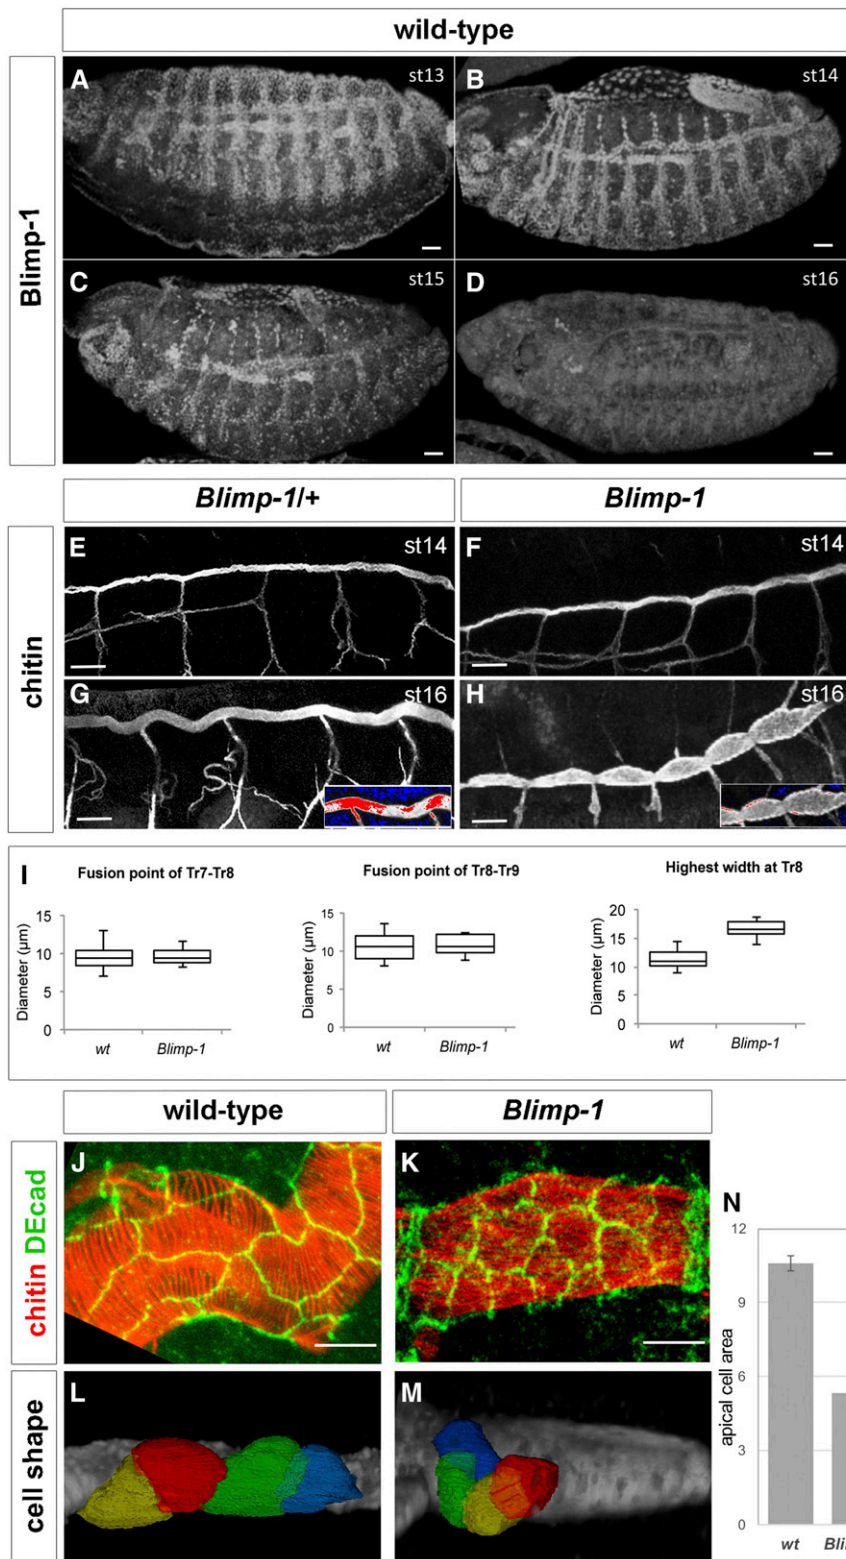 wild-type
Blimp-1
A
st13
B
st14
C
st15
D
st16
Blimp-1/+
Blimp-1
chitin
E
st14
F
st14
G
st16
H
st16
I
Fusion point of Tr7-Tr8
Diameter (µm)
15
10
5
0
wt
Blimp-1
Fusion point of Tr8-Tr9
Diameter (µm)
15
10
5
0
wt
Blimp-1
Highest width at Tr8
Diameter (µm)
20
15
10
5
0
wt
Blimp-1
wild-type
Blimp-1
chitin DEcad
J
K
cell shape
L
M
N
apical cell area
12
9
6
3
0
wt
Blim